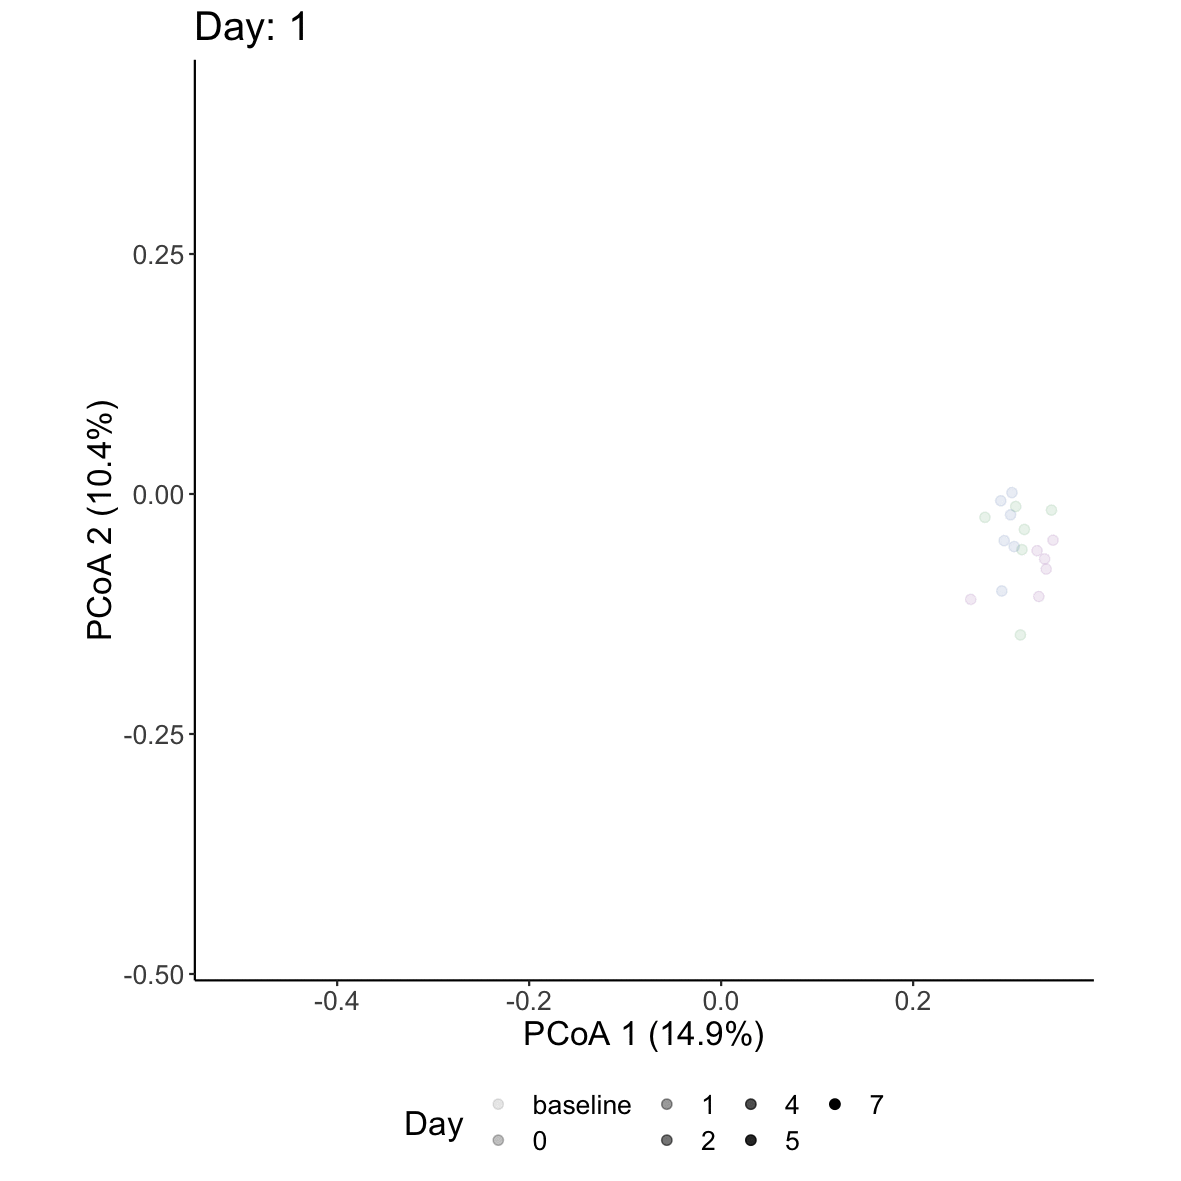 Day: 1
0.25
0.00
-0.25
-0.50
PCoA 2 (10.4%)
-0.4 -0.2 0.0 0.2
PCoA 1 (14.9%)
Day
baseline 1 4 7
0 2 5